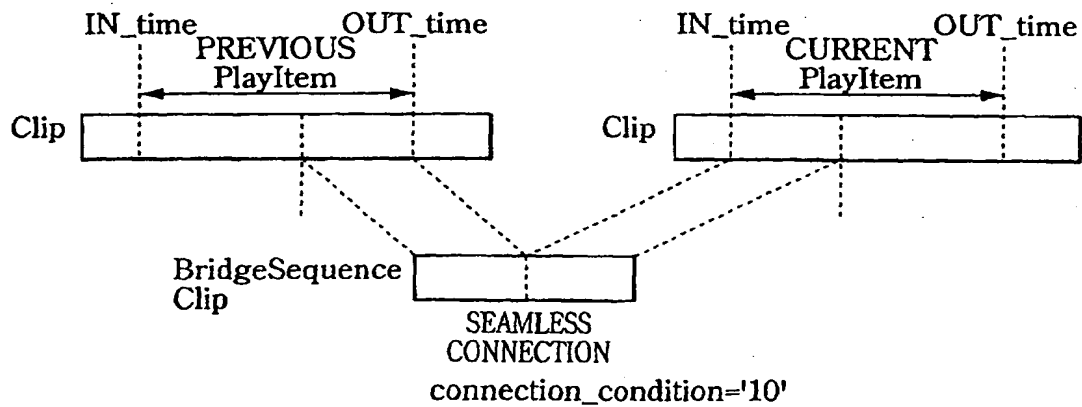 IN_time OUT_time
PREVIOUS
PlayItem
Clip
IN_time OUT_time
CURRENT
PlayItem
Clip
BridgeSequence
Clip
SEAMLESS
CONNECTION
connection_condition='10'